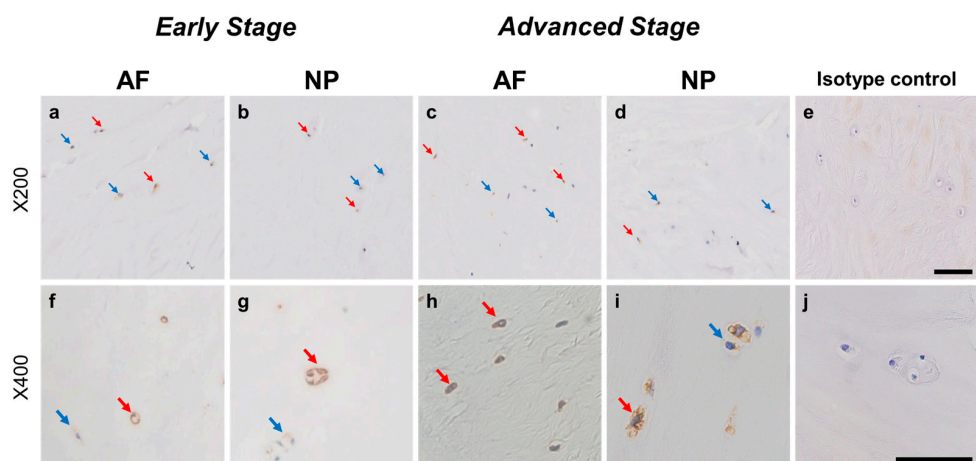 Early Stage Advanced Stage
AF NP AF NP Isotype control
a b c d e
X200
f g h i j
X400